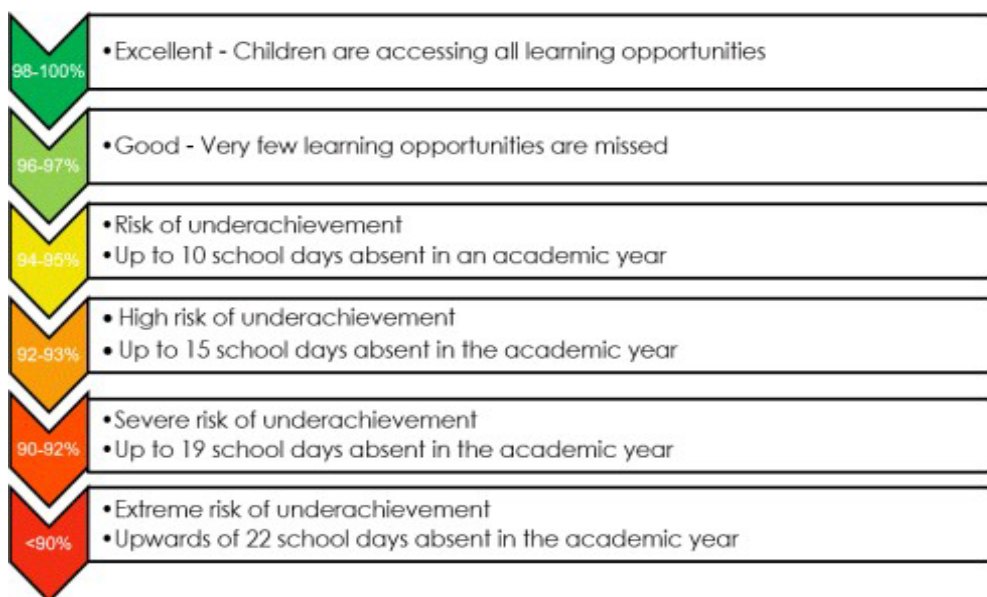 98-100%
•Excellent - Children are accessing all learning opportunities
96-97%
•Good - Very few learning opportunities are missed
94-95%
•Risk of underachievement
•Up to 10 school days absent in an academic year
92-93%
• High risk of underachievement
• Up to 15 school days absent in the academic year
90-92%
•Severe risk of underachievement
•Up to 19 school days absent in the academic year
<90%
•Extreme risk of underachievement
•Upwards of 22 school days absent in the academic year